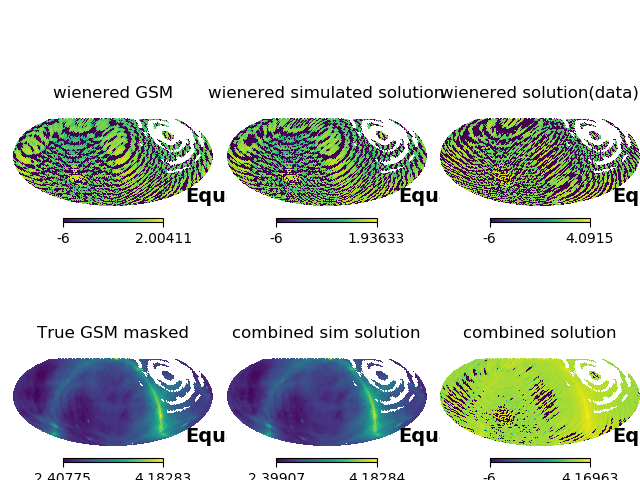 wienered GSM
wienered simulated solution
wienered solution(data)
Equ
Equ
Eq
-6 2.00411
-6 1.93633
-6 4.0915
True GSM masked
combined sim solution
combined solution
Equ
Equ
Eq
2.40775 4.18283
2.39907 4.18284
-6 4.16963